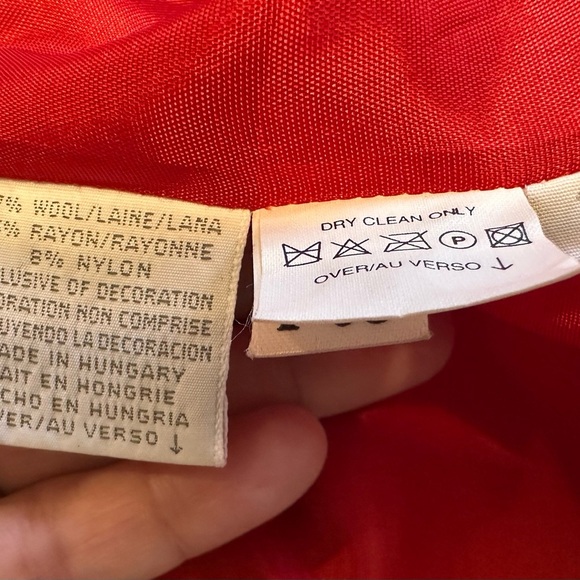 7% WOOL/LAINE/LANA
% RAYON/RAYONNE
8% NYLON
LUSIVE OF DECORATION
ORATION NON COMPRISE
UYENDO LA DECORACION
ADE IN HUNGARY
AIT EN HONGRIE
CHO EN HUNGRIA
VER/AU VERSO ↓
DRY CLEAN ONLY
P
OVER/AU VERSO ↓